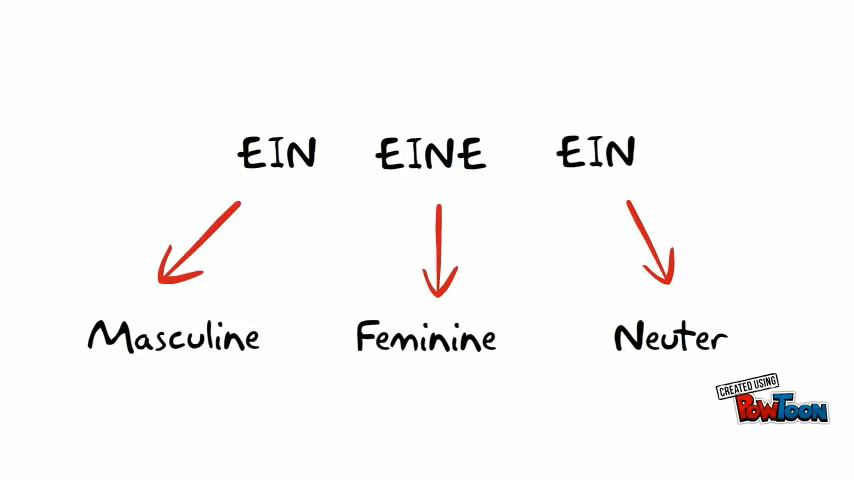 EIN EINE EIN
Masculine Feminine Neuter
CREATED USING
POWTOON